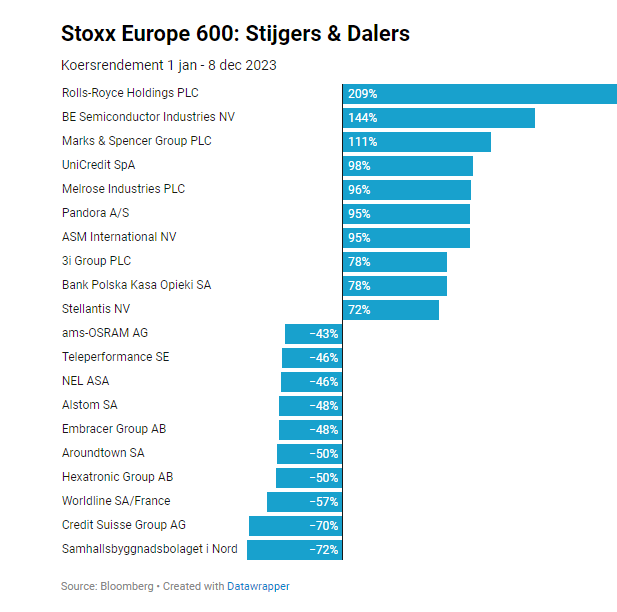 Stoxx Europe 600: Stijgers & Dalers
Koersrendement 1 jan - 8 dec 2023
Rolls-Royce Holdings PLC 209%
BE Semiconductor Industries NV 144%
Marks & Spencer Group PLC 111%
UniCredit SpA 98%
Melrose Industries PLC 96%
Pandora A/S 95%
ASM International NV 95%
3i Group PLC 78%
Bank Polska Kasa Opieki SA 78%
Stellantis NV 72%
ams-OSRAM AG −43%
Teleperformance SE −46%
NEL ASA −46%
Alstom SA −48%
Embracer Group AB −48%
Aroundtown SA −50%
Hexatronic Group AB −50%
Worldline SA/France −57%
Credit Suisse Group AG −70%
Samhallsbyggnadsbolaget i Nord −72%
Source: Bloomberg • Created with Datawrapper